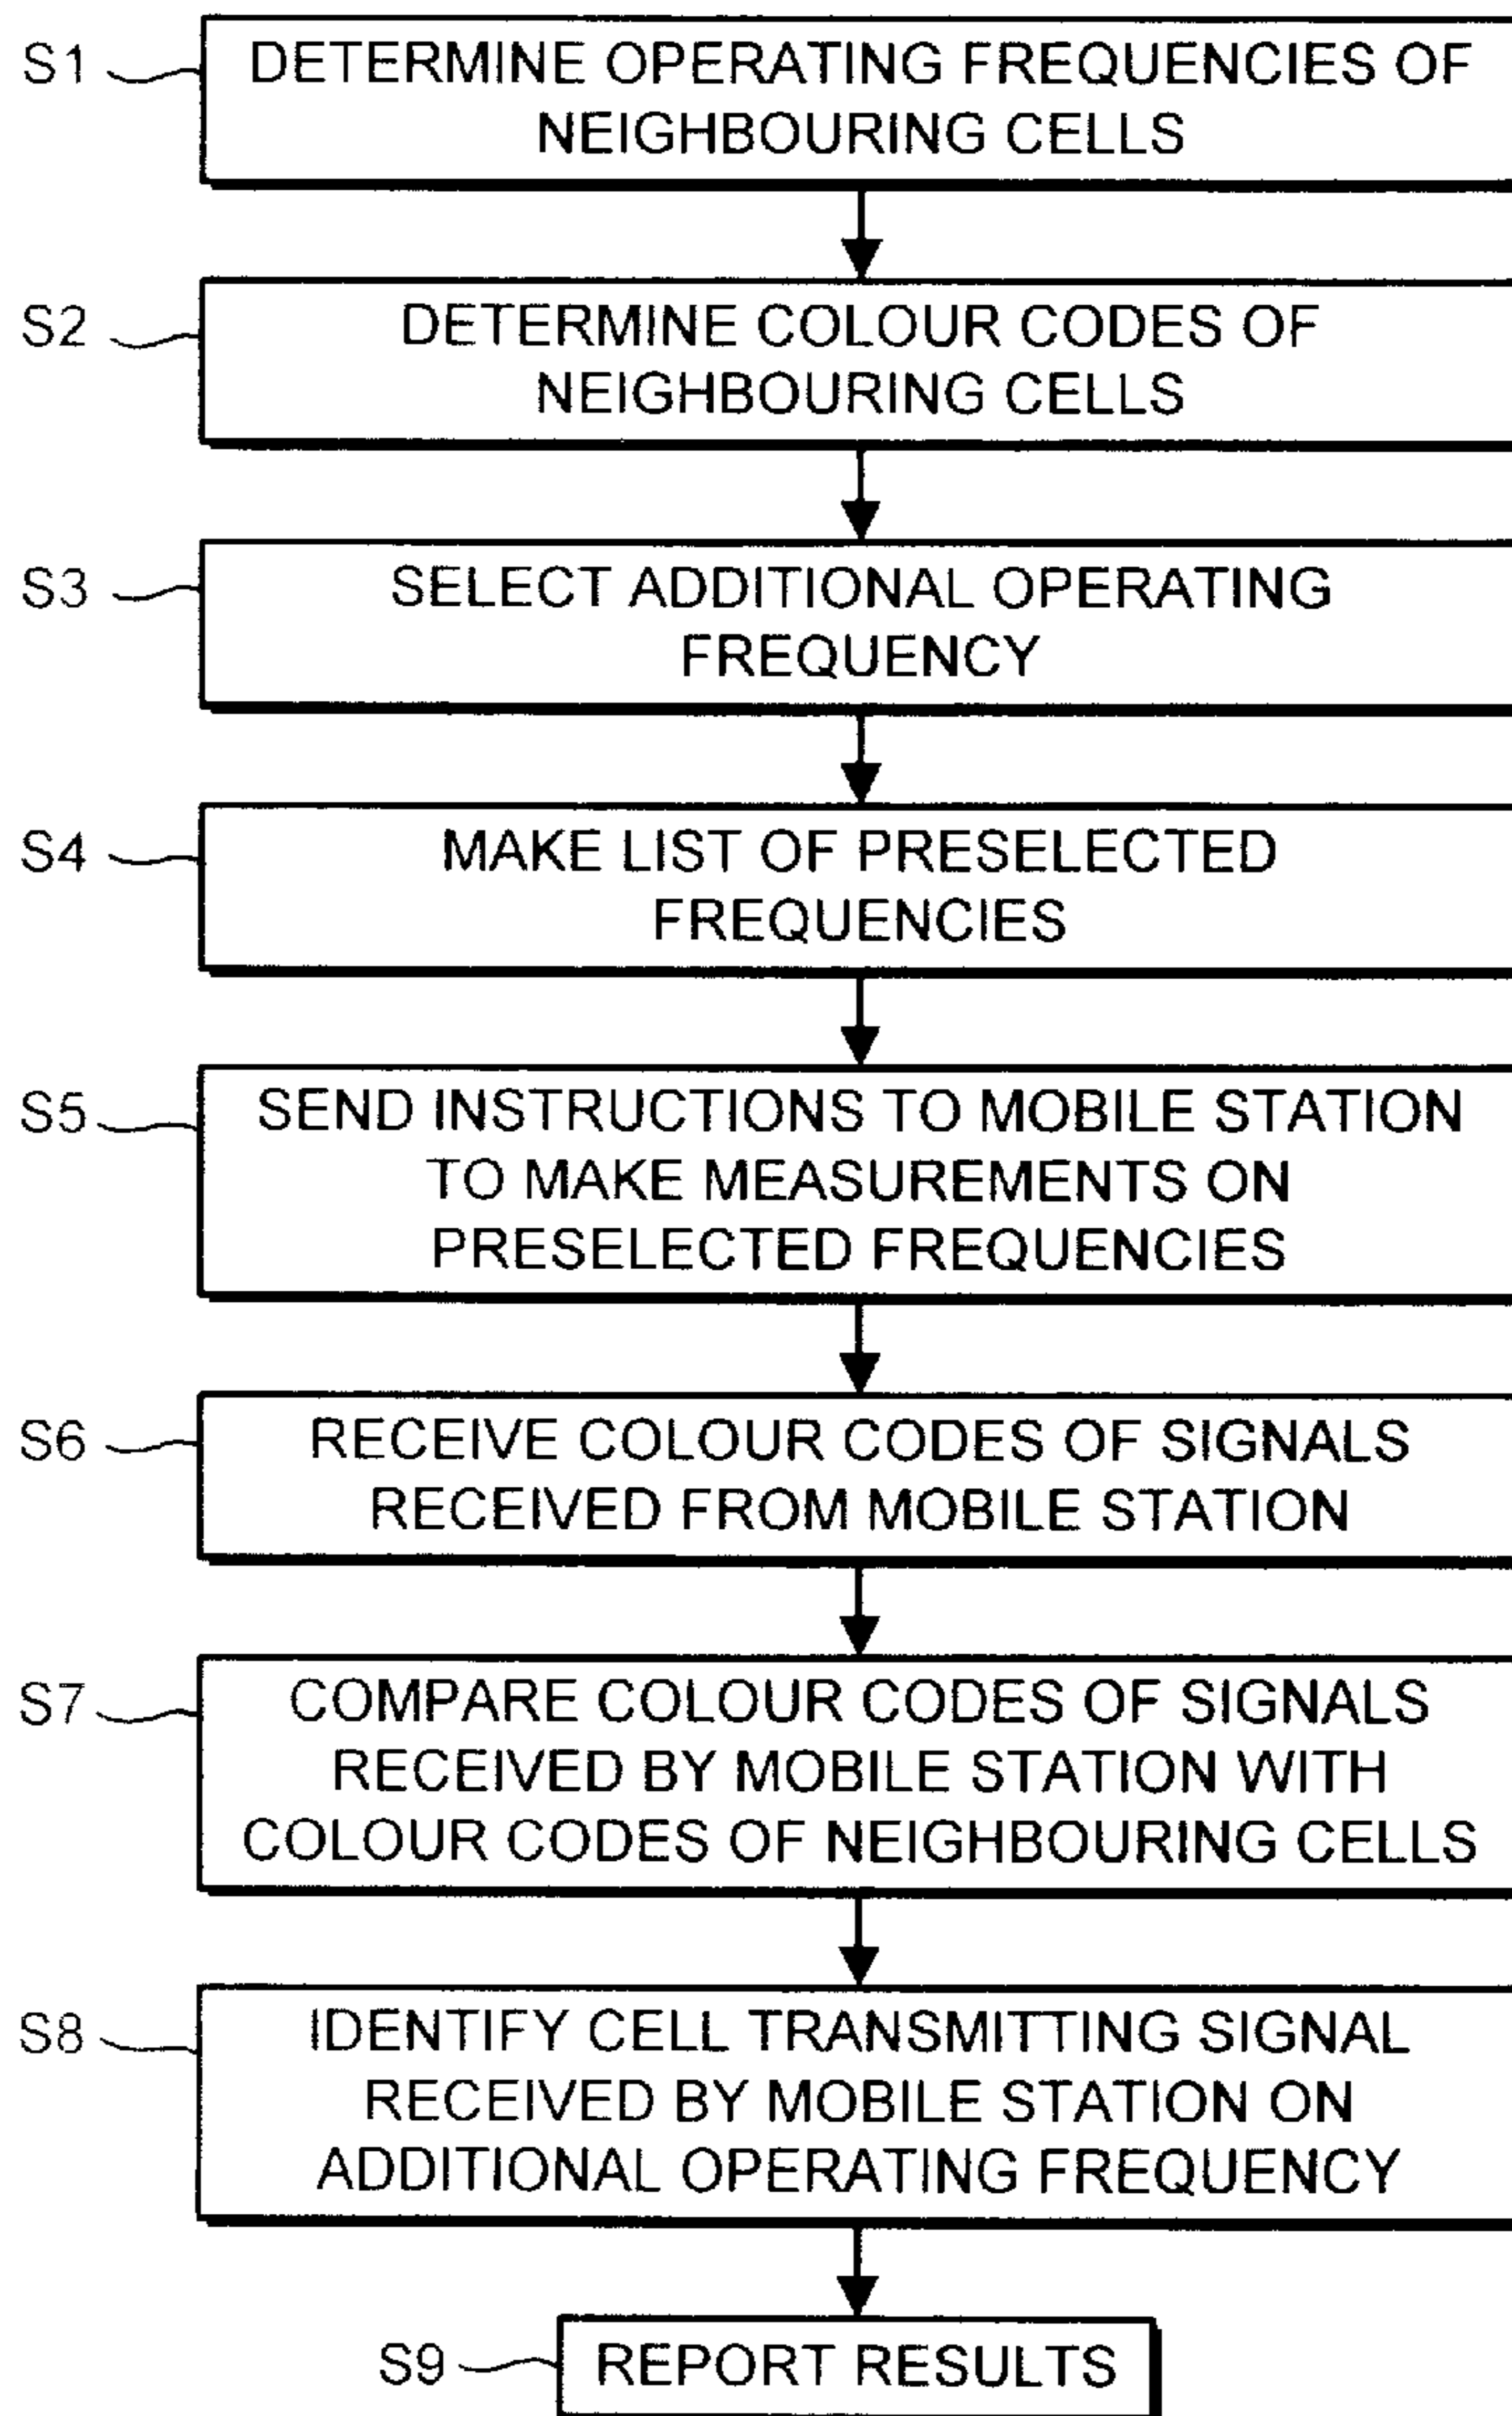 S1 DETERMINE OPERATING FREQUENCIES OF
NEIGHBOURING CELLS
S2 DETERMINE COLOUR CODES OF
NEIGHBOURING CELLS
S3 SELECT ADDITIONAL OPERATING
FREQUENCY
S4 MAKE LIST OF PRESELECTED
FREQUENCIES
S5 SEND INSTRUCTIONS TO MOBILE STATION
TO MAKE MEASUREMENTS ON
PRESELECTED FREQUENCIES
S6 RECEIVE COLOUR CODES OF SIGNALS
RECEIVED FROM MOBILE STATION
S7 COMPARE COLOUR CODES OF SIGNALS
RECEIVED BY MOBILE STATION WITH
COLOUR CODES OF NEIGHBOURING CELLS
S8 IDENTIFY CELL TRANSMITTING SIGNAL
RECEIVED BY MOBILE STATION ON
ADDITIONAL OPERATING FREQUENCY
S9 REPORT RESULTS